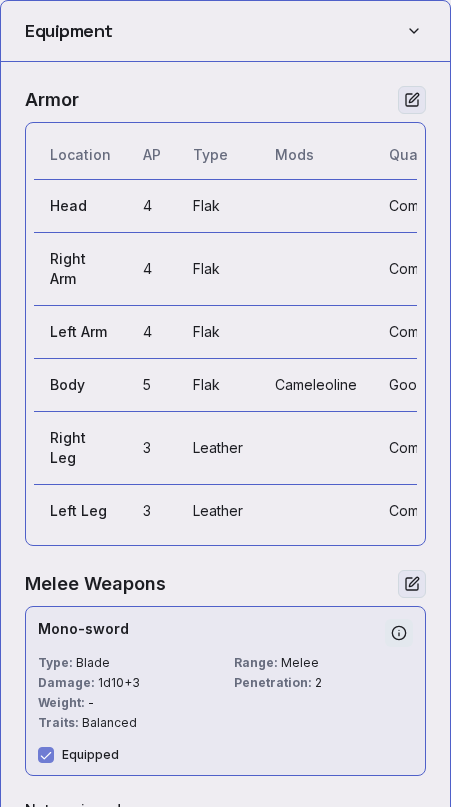 Equipment
Armor
Location AP Type Mods Qua
Head 4 Flak Com
Right
Arm 4 Flak Com
Left Arm 4 Flak Com
Body 5 Flak Cameleoline Goo
Right
Leg 3 Leather Com
Left Leg 3 Leather Com
Melee Weapons
Mono-sword
Type: Blade Range: Melee
Damage: 1d10+3 Penetration: 2
Weight: -
Traits: Balanced
Equipped